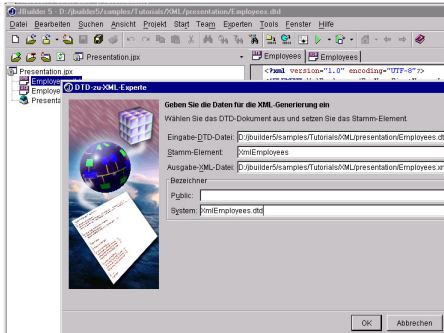 JBuilder 5 - D:/jbuilder5/samples/Tutorials/XML/presentation/Employees.dtd
Datei Bearbeiten Suchen Ansicht Projekt Start Team Experten Tools Fenster Hilfe
Presentation.jpx
Employees Employees
Presentation.jpx
Employe
Employe
Presenta
<?xml version="1.0" encoding="UTF-8"?>
DTD-zu-XML-Experte
Geben Sie die Daten für die XML-Generierung ein
Wählen Sie das DTD-Dokument aus und setzen Sie das Stamm-Element.
Eingabe-DTD-Datei: D:/jbuilder5/samples/Tutorials/XML/presentation/Employees.dt
Stamm-Element: XmlEmployees
Ausgabe-XML-Datei: D:/jbuilder5/samples/Tutorials/XML/presentation/Employees.xm
Bezeichner
Public:
System: XmlEmployees.dtd
OK Abbrechen